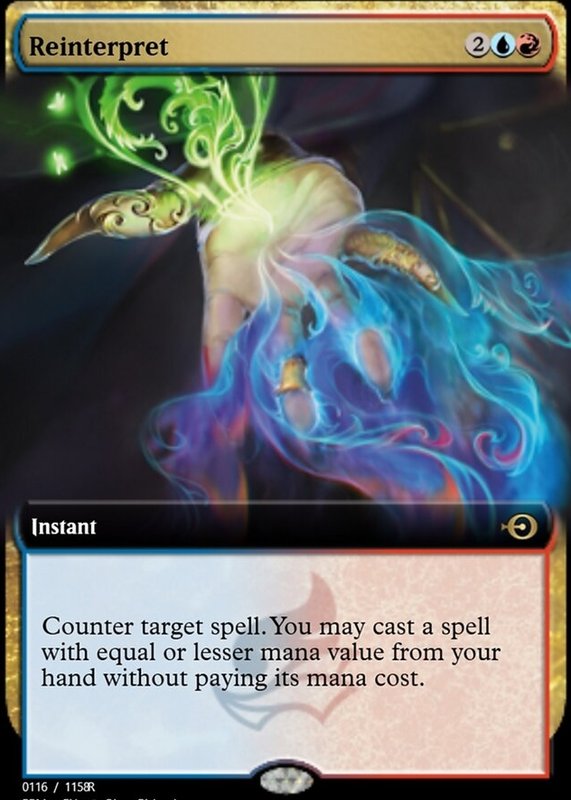 Reinterpret 2
Instant
Counter target spell. You may cast a spell
with equal or lesser mana value from your
hand without paying its mana cost.
0116 / 1158R